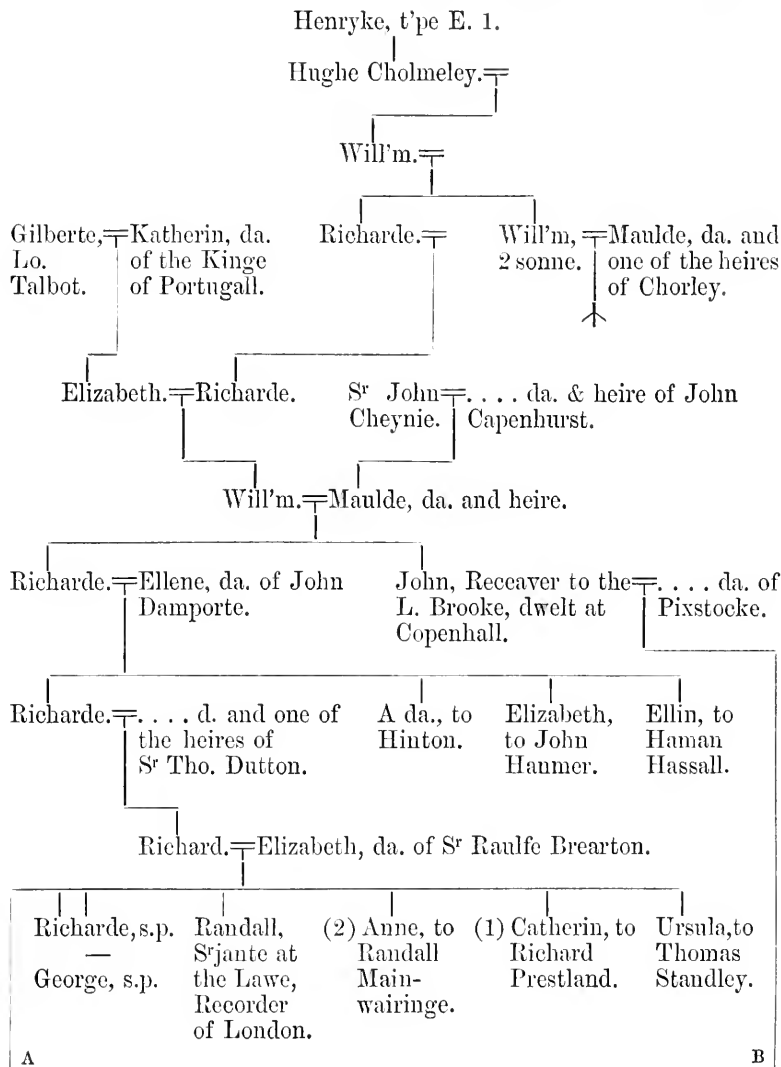 Henryke, t'pe E. 1.
Hughe Cholmeley.
Will'm.
Gilberte, Lo. Talbot.
Katherin, da. of the Kinge of Portugall.
Richarde.
Will'm, 2 sonne.
Maulde, da. and one of the heires of Chorley.
Elizabeth.
Richarde.
Sʳ John Cheynie.
. . . . da. & heire of John Capenhurst.
Will'm.
Maulde, da. and heire.
Richarde.
Ellene, da. of John Damporte.
John, Receaver to the L. Brooke, dwelt at Copenhall.
. . . . da. of Pixstocke.
Richarde.
. . . . d. and one of the heires of Sʳ Tho. Dutton.
A da., to Hinton.
Elizabeth, to John Hanmer.
Ellin, to Haman Hassall.
Richard.
Elizabeth, da. of Sʳ Raulfe Brearton.
Richarde, s.p.
—
George, s.p.
Randall, Sʳjante at the Lawe, Recorder of London.
(2) Anne, to Randall Main-wairinge.
(1) Catherin, to Richard Prestland.
Ursula, to Thomas Standley.
A
B